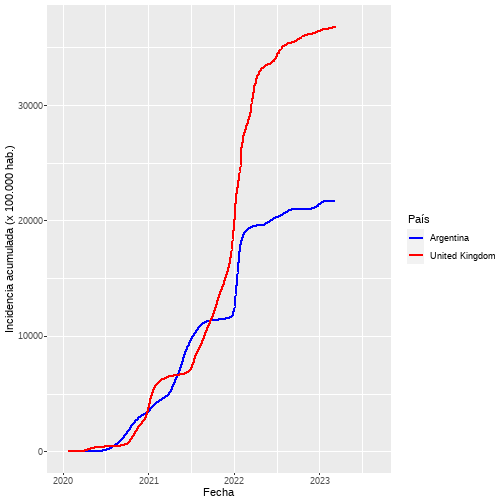 Incidencia acumulada (x 100.000 hab.)
30000
20000
10000
0
2020 2021 2022 2023
Fecha
País
Argentina
United Kingdom